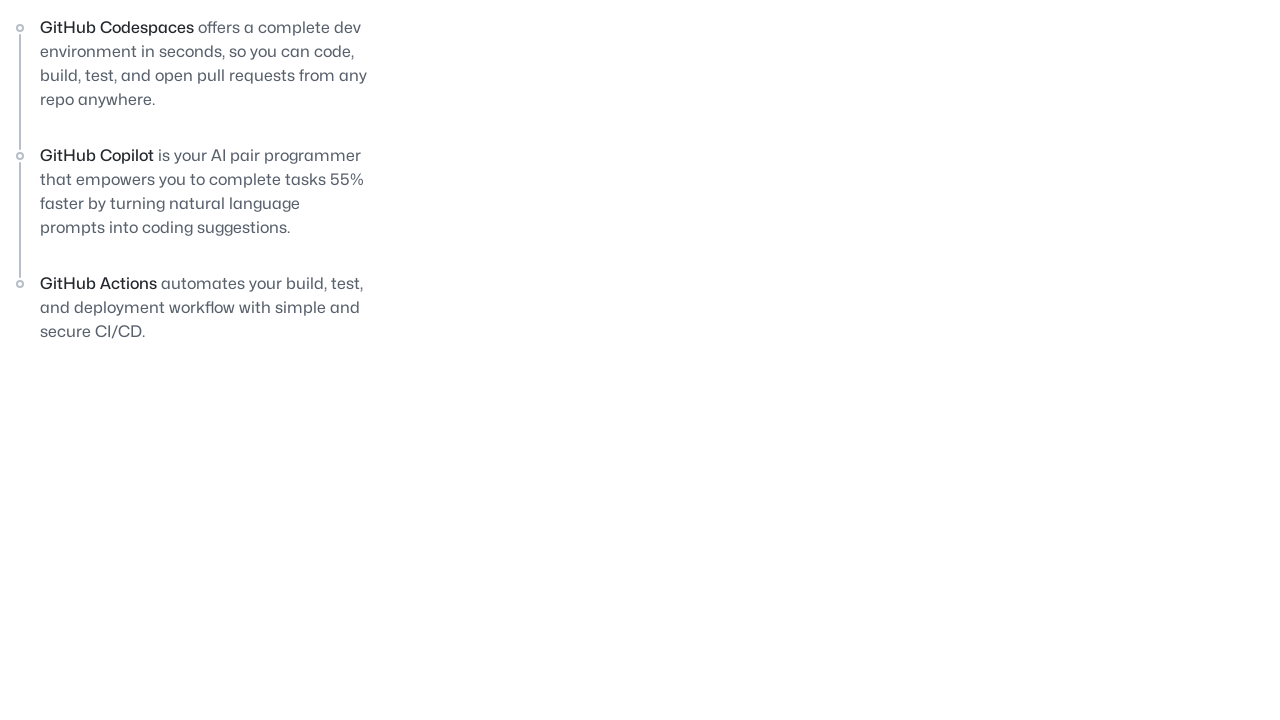 GitHub Codespaces offers a complete dev
environment in seconds, so you can code,
build, test, and open pull requests from any
repo anywhere.
GitHub Copilot is your AI pair programmer
that empowers you to complete tasks 55%
faster by turning natural language
prompts into coding suggestions.
GitHub Actions automates your build, test,
and deployment workflow with simple and
secure CI/CD.